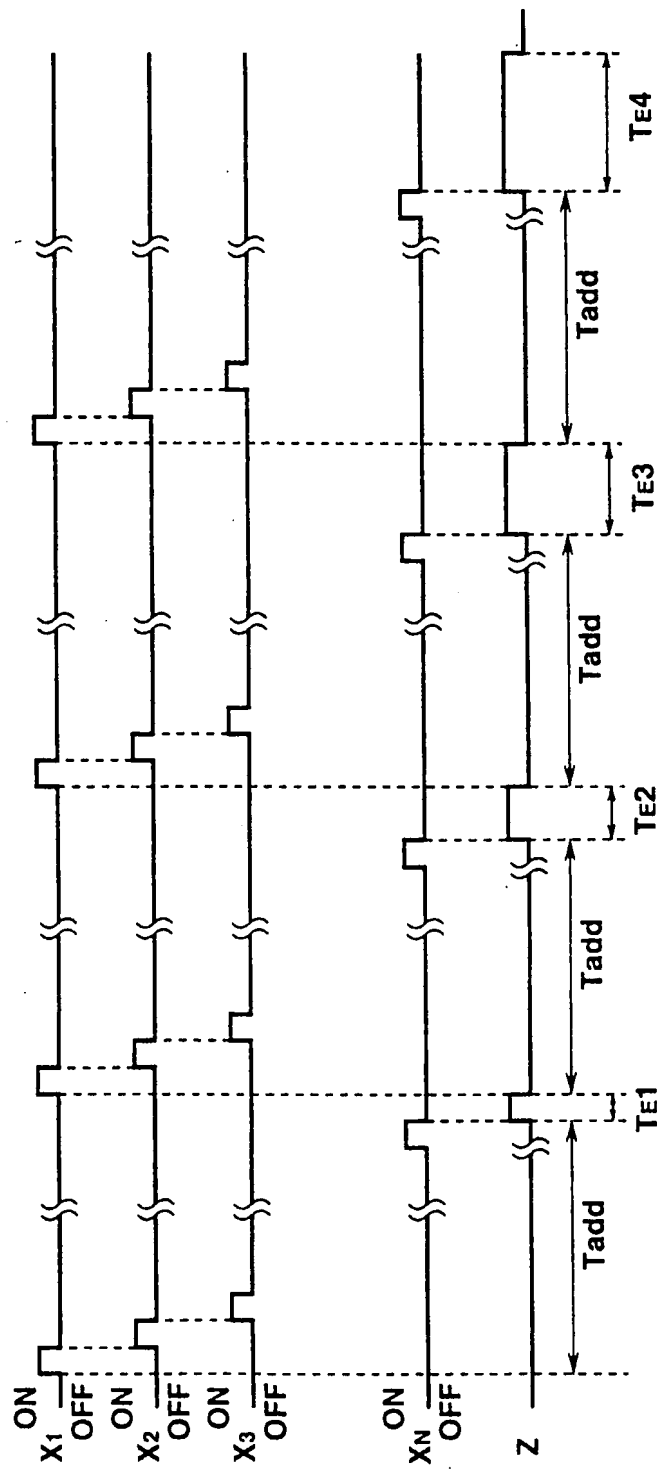 X1 ON OFF
X2 ON OFF
X3 ON OFF
XN ON OFF
Z
Tadd Tadd Tadd Tadd
TE1 TE2 TE3 TE4